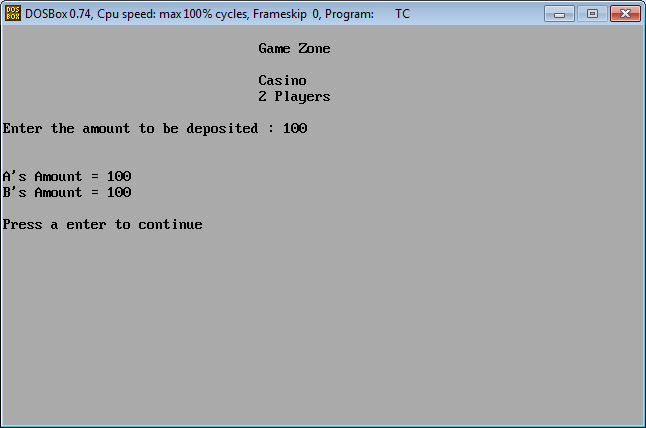 DOSBox 0.74, Cpu speed: max 100% cycles, Frameskip 0, Program: TC
Game Zone
Casino
2 Players
Enter the amount to be deposited : 100
A's Amount = 100
B's Amount = 100
Press a enter to continue